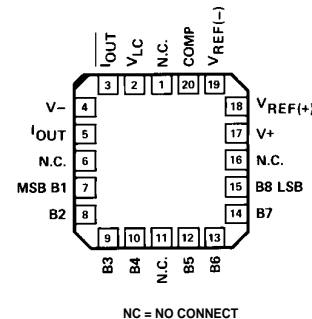 I̅O̅U̅T̅ VLC N.C. COMP VREF(–)
3 2 1 20 19
V– 4 18 VREF(+)
IOUT 5 17 V+
N.C. 6 16 N.C.
MSB B1 7 15 B8 LSB
B2 8 14 B7
9 10 11 12 13
B3 B4 N.C. B5 B6
NC = NO CONNECT